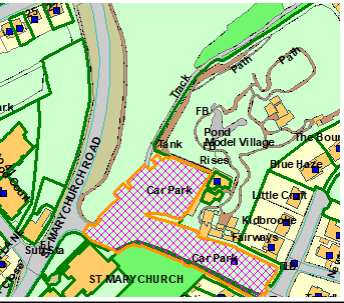 Track
Path
Path
FB
Pond
Model Village
Tank
Rises
The Bou
Blue Haze
Car Park
Little Croft
Kidbrooke
Fairways
ST MARYCHURCH ROAD
Sub Sta
Car Park
ST MARYCHURCH